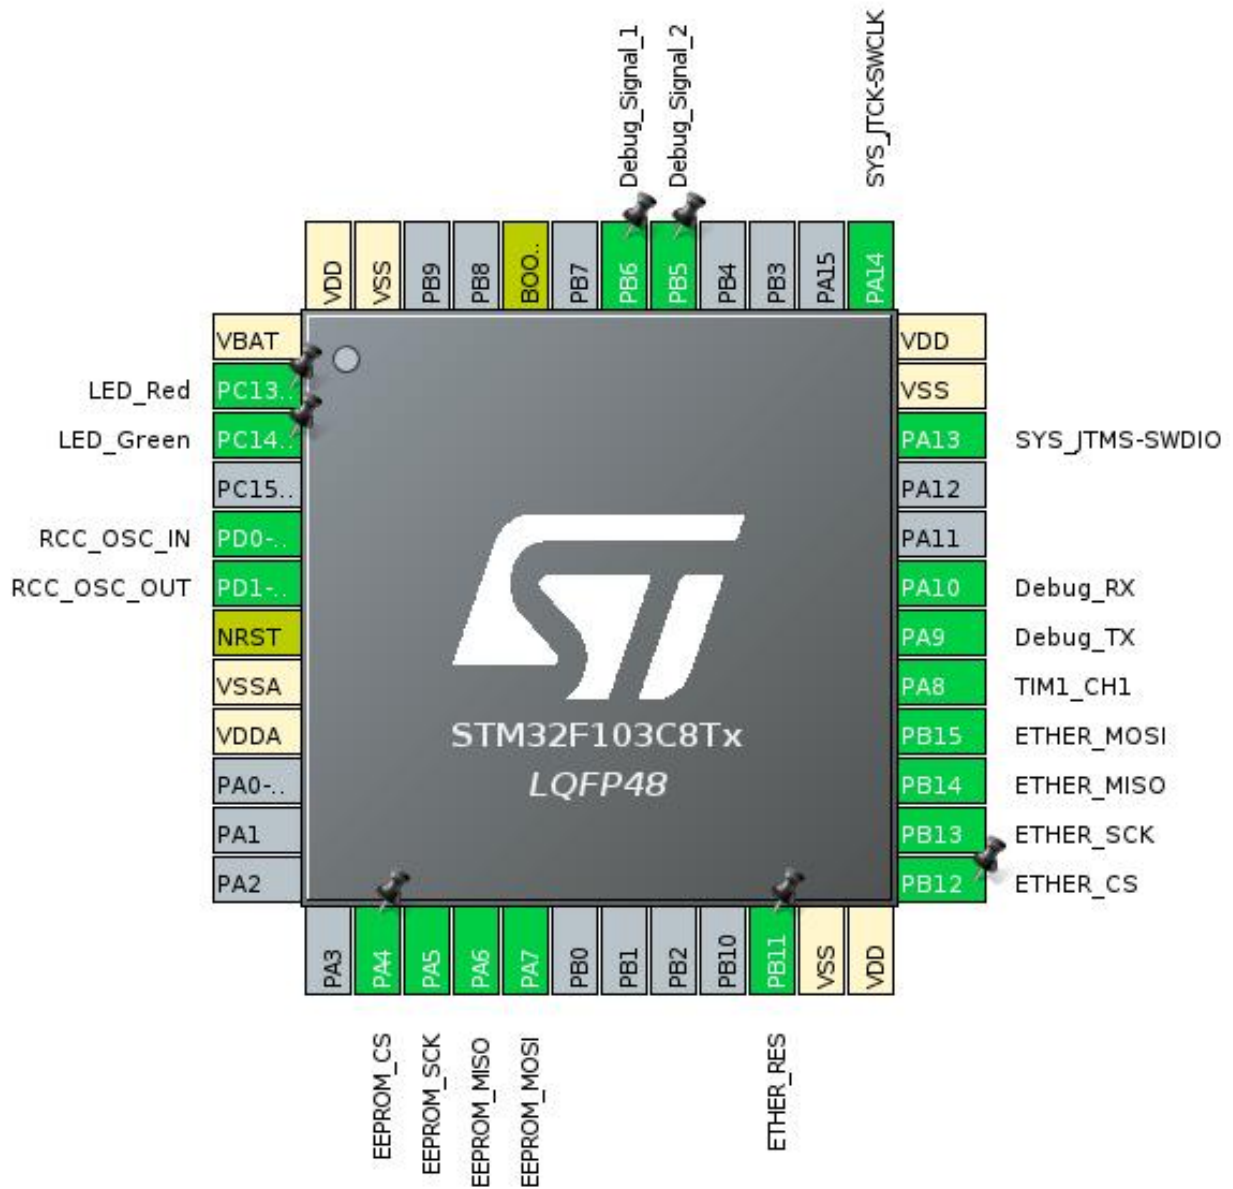 Debug_Signal_1
Debug_Signal_2
SYS_JTCK-SWCLK
VDD
VSS
PB9
PB8
BOO..
PB7
PB6
PB5
PB4
PB3
PA15
PA14
VBAT
LED_Red PC13..
LED_Green PC14..
PC15..
RCC_OSC_IN PD0-..
RCC_OSC_OUT PD1-..
NRST
VSSA
VDDA
PA0-..
PA1
PA2
VDD
VSS
PA13 SYS_JTMS-SWDIO
PA12
PA11
PA10 Debug_RX
PA9 Debug_TX
PA8 TIM1_CH1
PB15 ETHER_MOSI
PB14 ETHER_MISO
PB13 ETHER_SCK
PB12 ETHER_CS
ST
STM32F103C8Tx
LQFP48
PA3
PA4
PA5
PA6
PA7
PB0
PB1
PB2
PB10
PB11
VSS
VDD
EEPROM_CS
EEPROM_SCK
EEPROM_MISO
EEPROM_MOSI
ETHER_RES